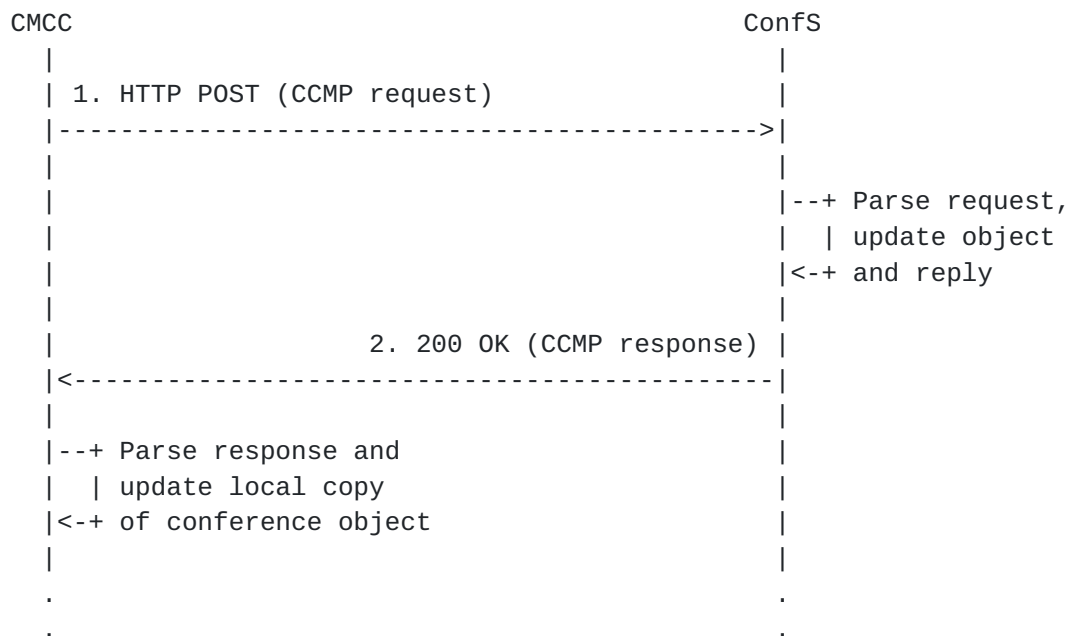 CMCC                                           ConfS
  |                                              |
  | 1. HTTP POST (CCMP request)                  |
  |--------------------------------------------->|
  |                                              |
  |                                              |--+ Parse request,
  |                                              |  | update object
  |                                              |<-+ and reply
  |                                              |
  |                    2. 200 OK (CCMP response) |
  |<---------------------------------------------|
  |                                              |
  |--+ Parse response and                        |
  |  | update local copy                         |
  |<-+ of conference object                      |
  |                                              |
  .                                              .
  .                                              .